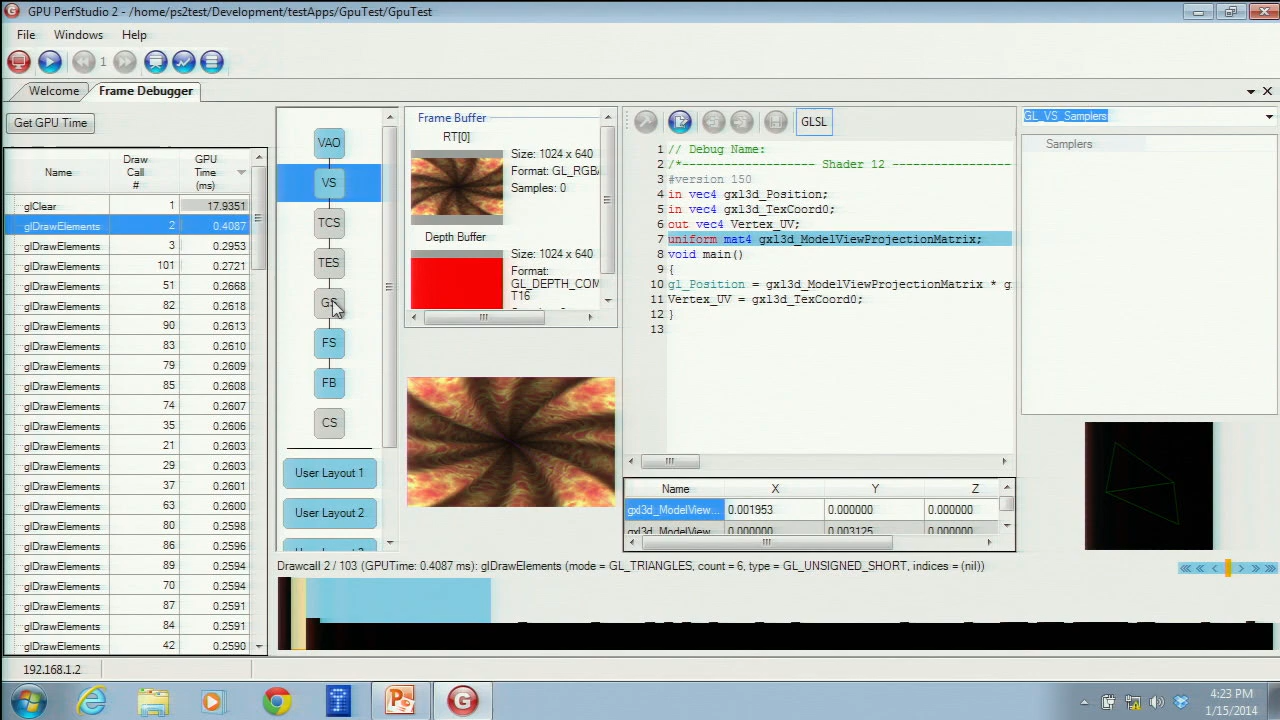 GPU PerfStudio 2 - /home/ps2test/Development/testApps/GpuTest/GpuTest
File Windows Help
1
Welcome Frame Debugger
Get GPU Time
Name Draw Call # GPU Time (ms)
glClear 1 17.9351
glDrawElements 2 0.4087
glDrawElements 3 0.2953
glDrawElements 101 0.2721
glDrawElements 51 0.2668
glDrawElements 82 0.2618
glDrawElements 90 0.2613
glDrawElements 83 0.2610
glDrawElements 79 0.2609
glDrawElements 85 0.2608
glDrawElements 74 0.2607
glDrawElements 35 0.2606
glDrawElements 21 0.2603
glDrawElements 29 0.2603
glDrawElements 37 0.2601
glDrawElements 63 0.2600
glDrawElements 80 0.2598
glDrawElements 86 0.2596
glDrawElements 89 0.2594
glDrawElements 70 0.2594
glDrawElements 87 0.2591
glDrawElements 84 0.2591
glDrawElements 42 0.2590
VAO
VS
TCS
TES
GS
FS
FB
CS
User Layout 1
User Layout 2
Frame Buffer
RT[0]
Size: 1024 x 640
Format: GL_RGBA
Samples: 0
Depth Buffer
Size: 1024 x 640
Format:
GL_DEPTH_COM
T16
GLSL
1 // Debug Name:
2 /*------------------- Shader 12 -----------------
3 #version 150
4 in vec4 gxl3d_Position;
5 in vec4 gxl3d_TexCoord0;
6 out vec4 Vertex_UV;
7 uniform mat4 gxl3d_ModelViewProjectionMatrix;
8 void main()
9 {
10 gl_Position = gxl3d_ModelViewProjectionMatrix * g
11 Vertex_UV = gxl3d_TexCoord0;
12 }
13
Name X Y Z
gxl3d_ModelView... 0.001953 0.000000 0.000000
gxl3d_ModelView... 0.000000 0.003125 0.000000
GL_VS_Samplers
Samplers
Drawcall 2 / 103 (GPUTime: 0.4087 ms): glDrawElements (mode = GL_TRIANGLES, count = 6, type = GL_UNSIGNED_SHORT, indices = (nil))
192.168.1.2
4:23 PM
1/15/2014